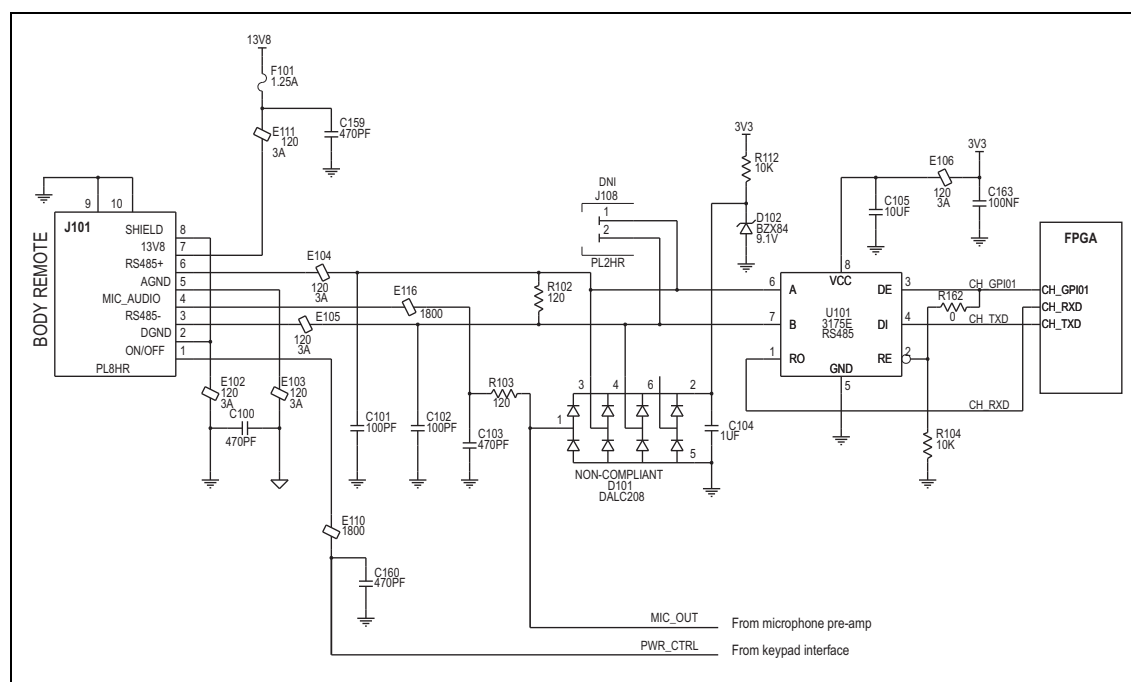 13V8
F101
1.25A
E111
120
3A
C159
470PF
9
10
J101
BODY REMOTE
SHIELD
8
13V8
7
RS485+
6
AGND
5
MIC_AUDIO
4
RS485-
3
DGND
2
ON/OFF
1
PL8HR
E104
120
3A
E116
1800
E105
120
3A
E102
120
3A
E103
120
3A
C100
470PF
C101
100PF
C102
100PF
C103
470PF
R103
120
R102
120
DNI
J108
1
2
PL2HR
3V3
R112
10K
D102
BZX84
9.1V
3
4
6
2
1
5
NON-COMPLIANT
D101
DALC208
C104
1UF
3V3
E106
120
3A
C105
10UF
C163
100NF
8
VCC
6
A
DE
3
CH_GPI01
7
B
DI
4
CH_TXD
1
RO
RE
2
U101
3175E
RS485
GND
5
R162
0
CH_RXD
R104
10K
FPGA
CH_GPI01
CH_RXD
CH_TXD
E110
1800
C160
470PF
MIC_OUT
From microphone pre-amp
PWR_CTRL
From keypad interface